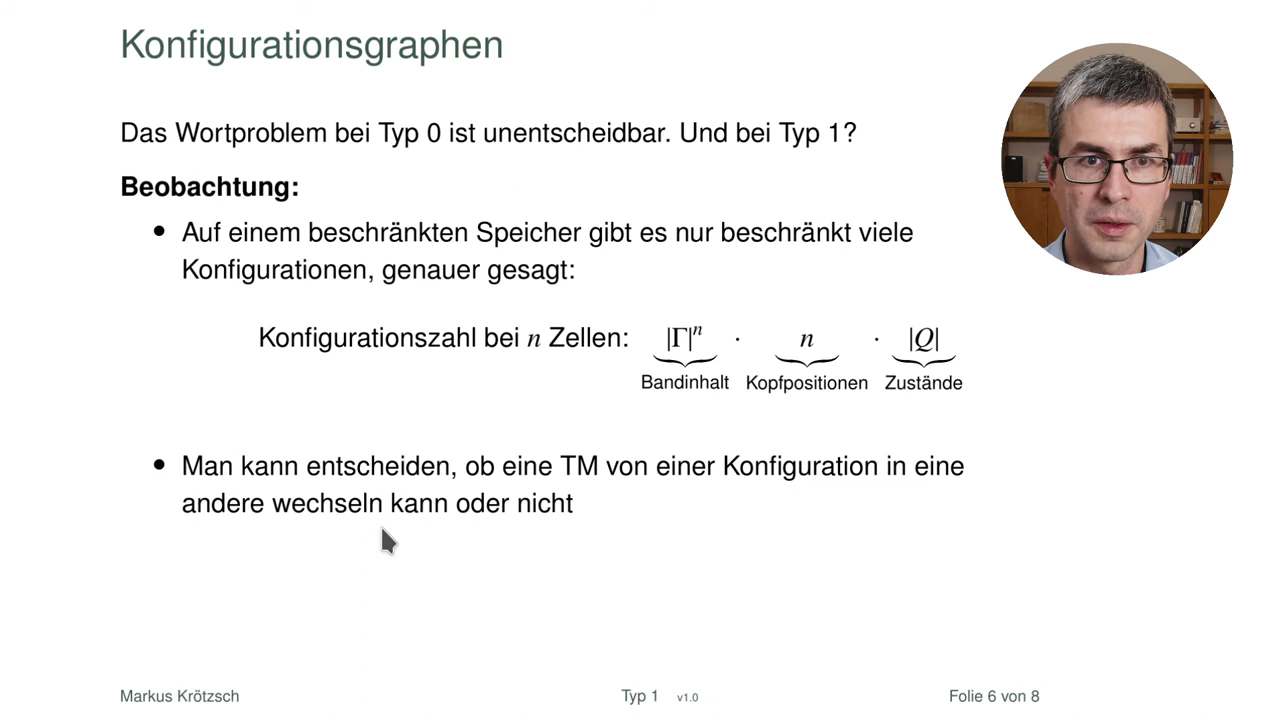 Konfigurationsgraphen
Das Wortproblem bei Typ 0 ist unentscheidbar. Und bei Typ 1?
Beobachtung:
• Auf einem beschränkten Speicher gibt es nur beschränkt viele
Konfigurationen, genauer gesagt:
Konfigurationszahl bei n Zellen: |Γ|ⁿ · n · |Q|
Bandinhalt Kopfpositionen Zustände
• Man kann entscheiden, ob eine TM von einer Konfiguration in eine
andere wechseln kann oder nicht
Markus Krötzsch Typ 1 v1.0 Folie 6 von 8